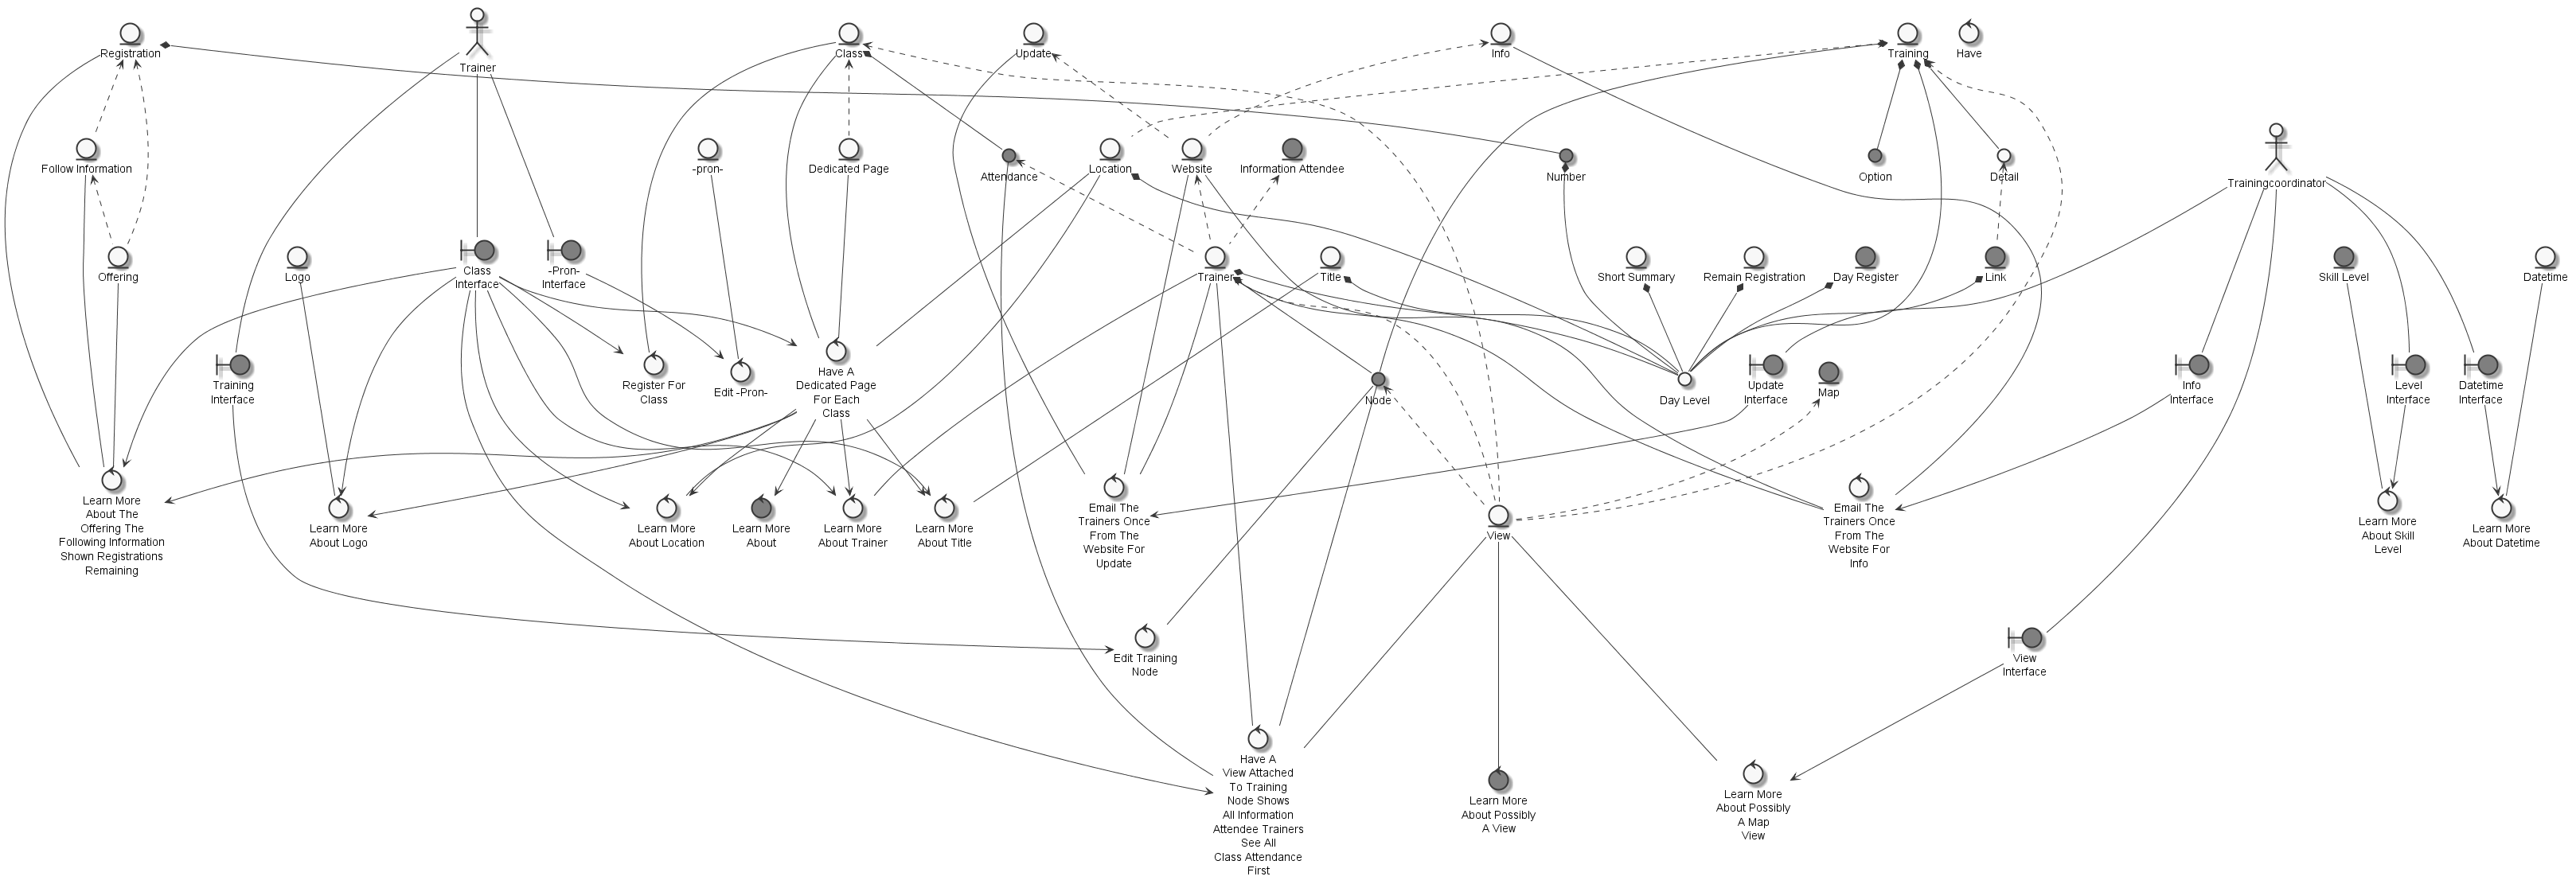 Registration
Trainer
Class
Update
Info
Training
Have
Follow Information
-pron-
Dedicated Page
Attendance
Location
Website
Information Attendee
Number
Option
Detail
Trainingcoordinator
Offering
Logo
Class
Interface
-Pron-
Interface
Trainer
Title
Short Summary
Remain Registration
Day Register
Link
Skill Level
Datetime
Training
Interface
Register For
Class
Edit -Pron-
Have A
Dedicated Page
For Each
Class
Node
Day Level
Update
Interface
Map
Info
Interface
Level
Interface
Datetime
Interface
Learn More
About The
Offering The
Following Information
Shown Registrations
Remaining
Learn More
About Logo
Learn More
About Location
Learn More
About
Learn More
About Trainer
Learn More
About Title
Email The
Trainers Once
From The
Website For
Update
View
Email The
Trainers Once
From The
Website For
Info
Learn More
About Skill
Level
Learn More
About Datetime
Edit Training
Node
View
Interface
Have A
View Attached
To Training
Node Shows
All Information
Attendee Trainers
See All
Class Attendance
First
Learn More
About Possibly
A View
Learn More
About Possibly
A Map
View